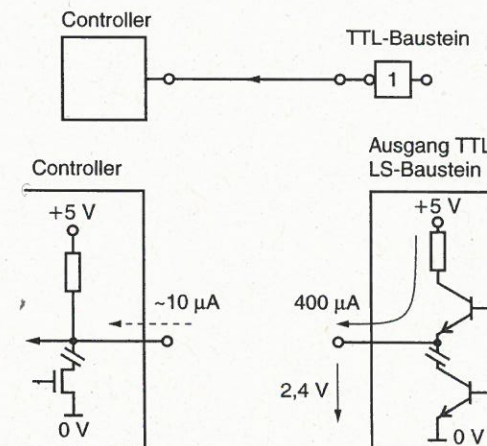 Controller
TTL-Baustein
1
Controller
Ausgang TTL
LS-Baustein
+5 V
+5 V
~10 µA
400 µA
2,4 V
0 V
0 V